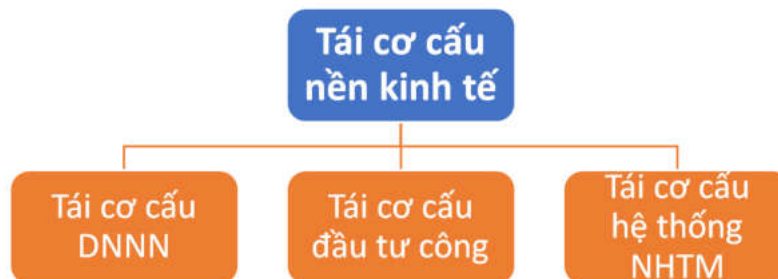 Tái cơ cấu
nền kinh tế
Tái cơ cấu
DNNN
Tái cơ cấu
đầu tư công
Tái cơ cấu
hệ thống
NHTM